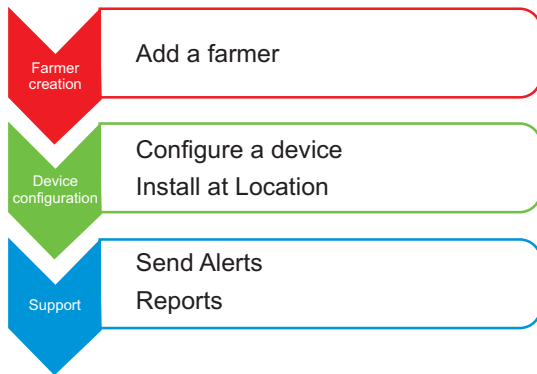 Farmer
creation
Add a farmer
Device
configuration
Configure a device
Install at Location
Support
Send Alerts
Reports